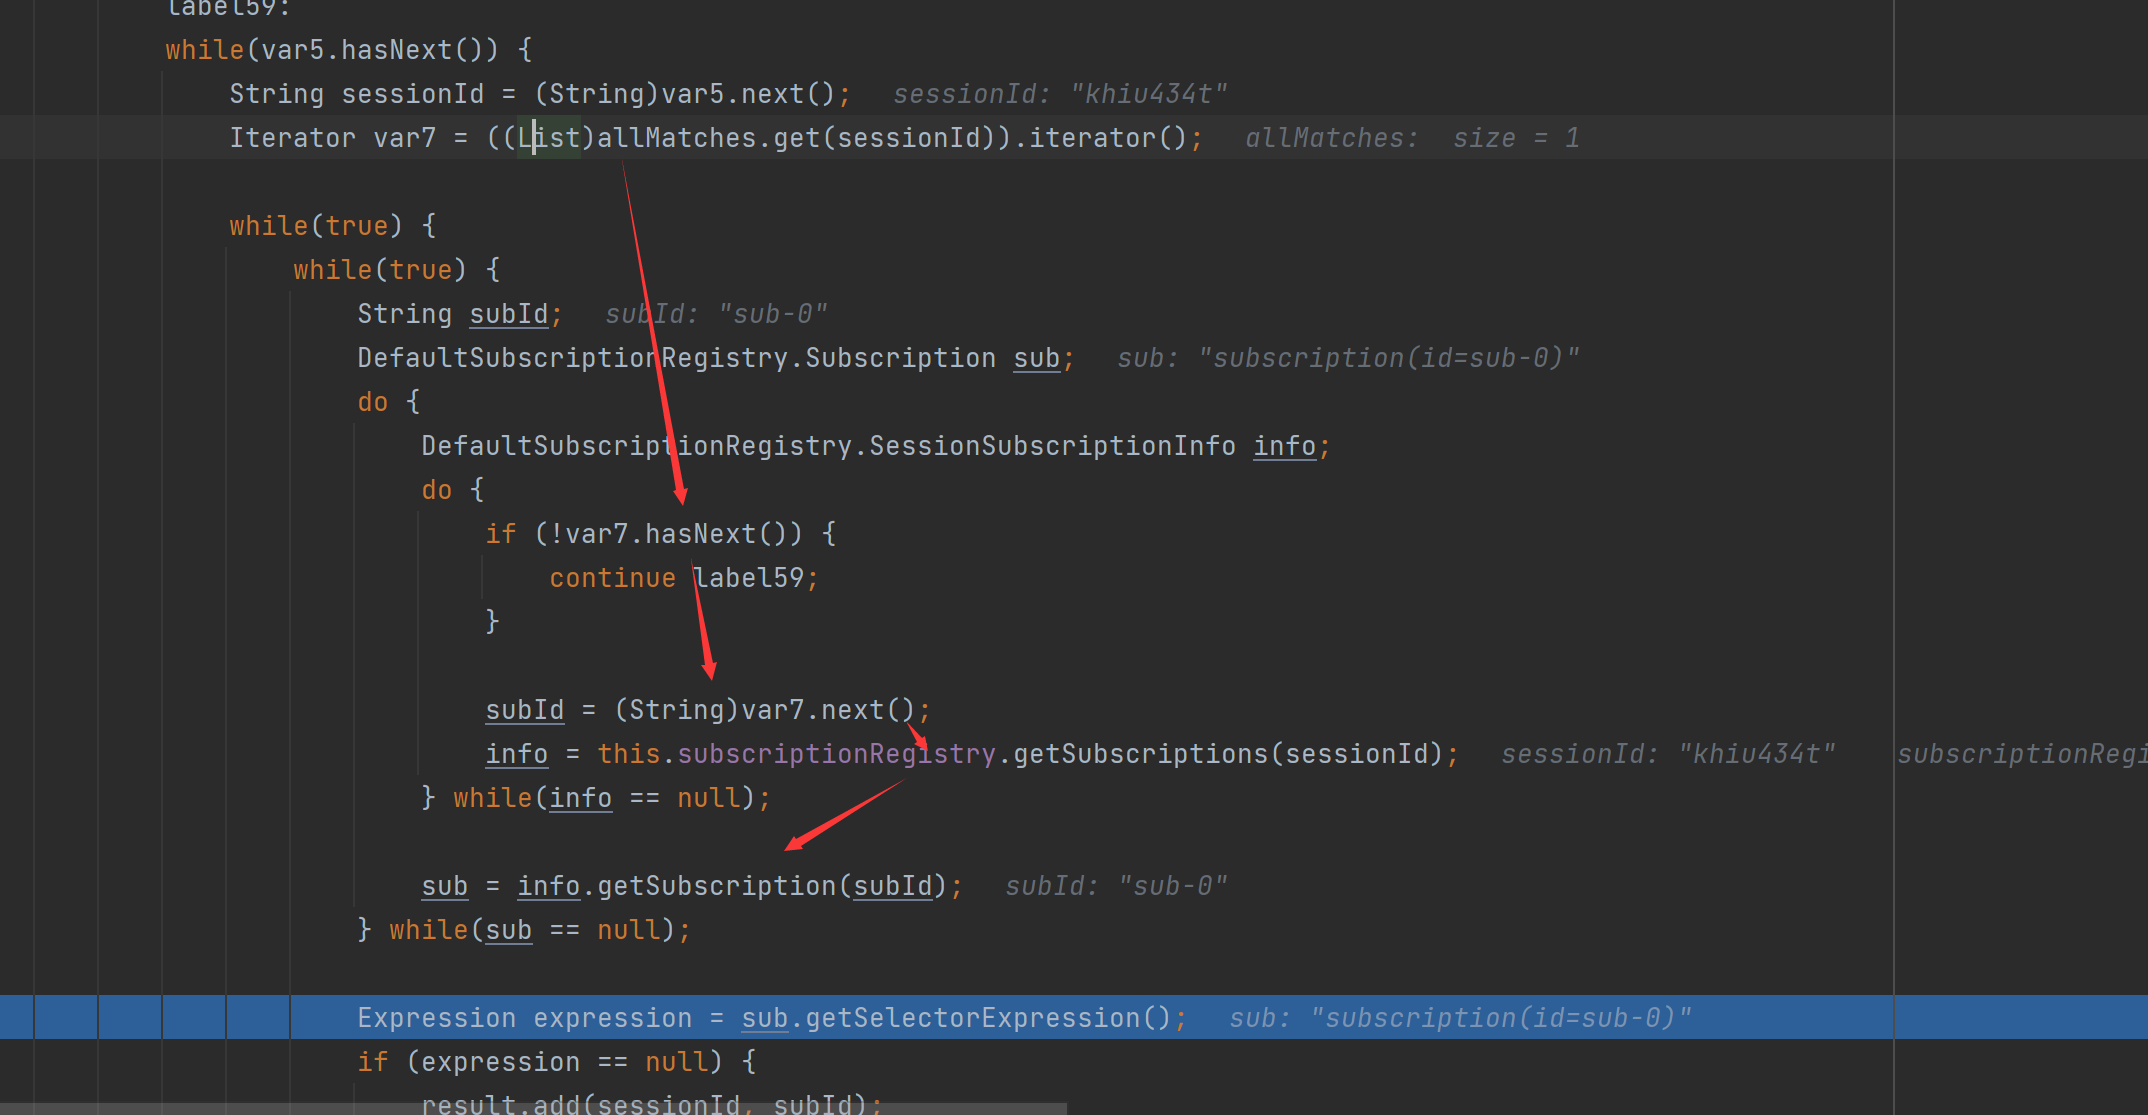 label59:
while(var5.hasNext()) {
String sessionId = (String)var5.next(); sessionId: "khiu434t"
Iterator var7 = ((List)allMatches.get(sessionId)).iterator(); allMatches: size = 1
while(true) {
while(true) {
String subId; subId: "sub-0"
DefaultSubscriptionRegistry.Subscription sub; sub: "subscription(id=sub-0)"
do {
DefaultSubscriptionRegistry.SessionSubscriptionInfo info;
do {
if (!var7.hasNext()) {
continue label59;
}
subId = (String)var7.next();
info = this.subscriptionRegistry.getSubscriptions(sessionId); sessionId: "khiu434t" subscriptionRegi
} while(info == null);
sub = info.getSubscription(subId); subId: "sub-0"
} while(sub == null);
Expression expression = sub.getSelectorExpression(); sub: "subscription(id=sub-0)"
if (expression == null) {
result.add(sessionId, subId);